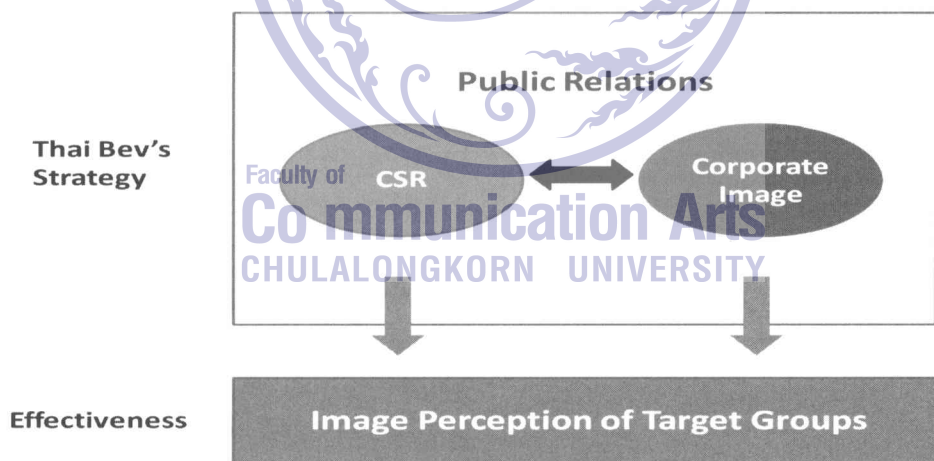 Public Relations
Thai Bev's
Strategy
CSR
Corporate
Image
Faculty of
Communication Arts
CHULALONGKORN UNIVERSITY
Effectiveness
Image Perception of Target Groups